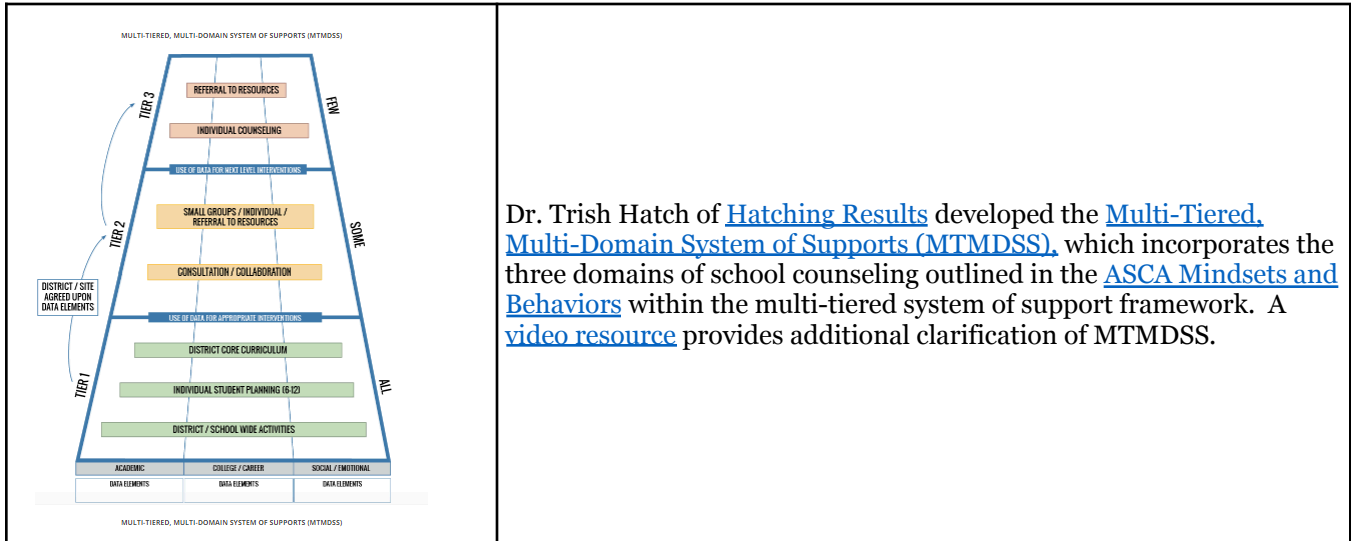 MULTI-TIERED, MULTI-DOMAIN SYSTEM OF SUPPORTS (MTMDSS)
TIER 3
FEW
REFERRAL TO RESOURCES
INDIVIDUAL COUNSELING
USE OF DATA FOR NEXT LEVEL INTERVENTIONS
TIER 2
SOME
SMALL GROUPS / INDIVIDUAL /
REFERRAL TO RESOURCES
CONSULTATION / COLLABORATION
DISTRICT / SITE
AGREED UPON
DATA ELEMENTS
USE OF DATA FOR APPROPRIATE INTERVENTIONS
TIER 1
ALL
DISTRICT CORE CURRICULUM
INDIVIDUAL STUDENT PLANNING (6-12)
DISTRICT / SCHOOL WIDE ACTIVITIES
ACADEMIC
COLLEGE / CAREER
SOCIAL / EMOTIONAL
DATA ELEMENTS
DATA ELEMENTS
DATA ELEMENTS
MULTI-TIERED, MULTI-DOMAIN SYSTEM OF SUPPORTS (MTMDSS)
Dr. Trish Hatch of Hatching Results developed the Multi-Tiered,
Multi-Domain System of Supports (MTMDSS), which incorporates the
three domains of school counseling outlined in the ASCA Mindsets and
Behaviors within the multi-tiered system of support framework.  A
video resource provides additional clarification of MTMDSS.